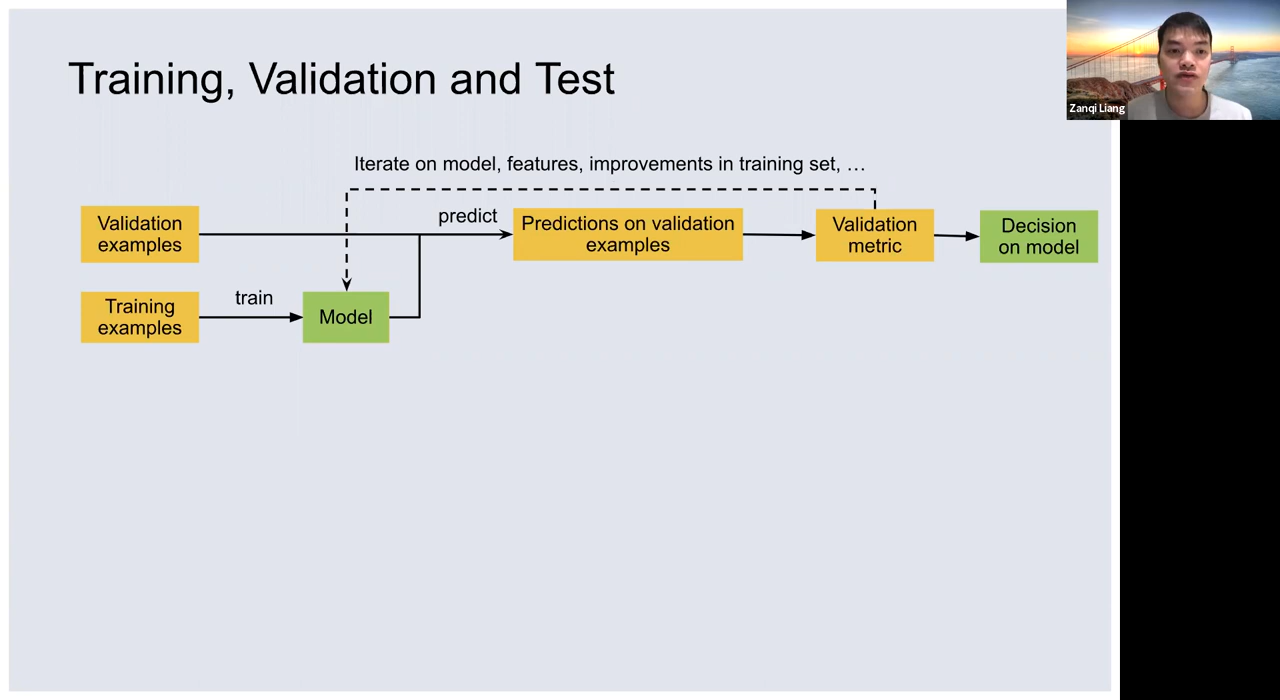 Training, Validation and Test
Zanqi Liang
Iterate on model, features, improvements in training set, …
Validation
examples
predict
Predictions on validation
examples
Validation
metric
Decision
on model
Training
examples
train
Model